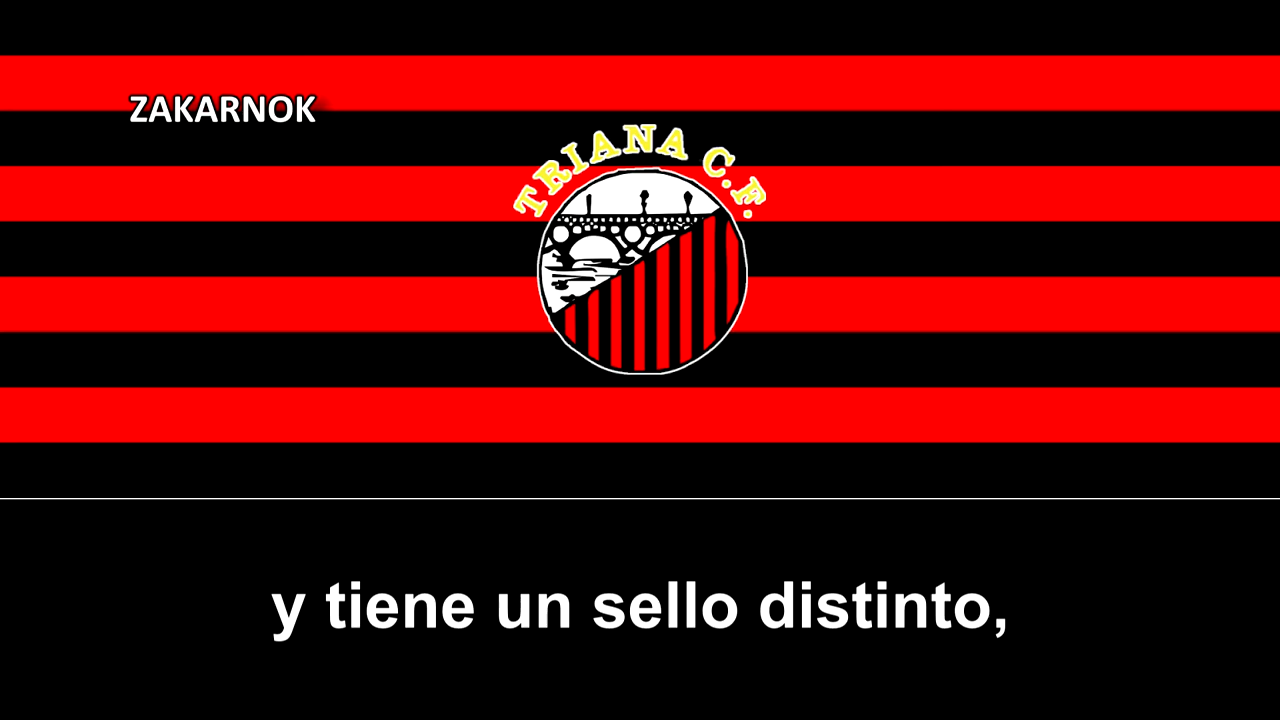 ZAKARNOK
TRIANA C.F.
y tiene un sello distinto,